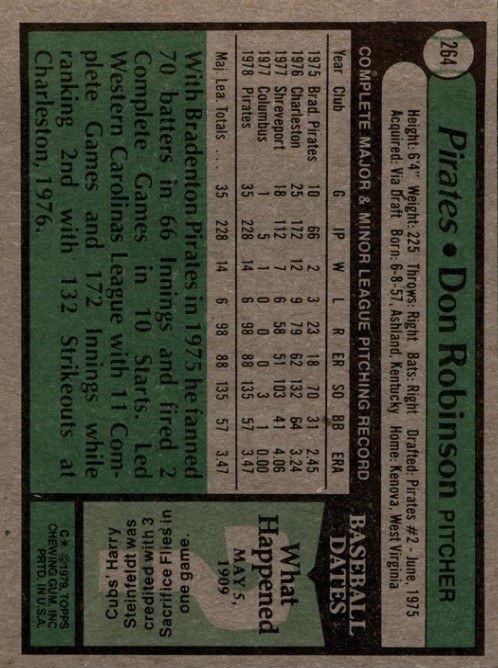 264
Pirates • Don Robinson PITCHER
Height: 6'4" Weight: 225 Throws: Right Bats: Right Drafted: Pirates #2 - June, 1975
Acquired: Via Draft Born: 6-8-57, Ashland, Kentucky Home: Kenova, West Virginia
COMPLETE MAJOR & MINOR LEAGUE PITCHING RECORD
Year Club G IP W L R ER SO BB ERA
1975 Brad. Pirates 10 66 2 3 23 18 70 31 2.45
1976 Charleston 25 172 12 9 79 62 132 64 3.24
1977 Shreveport 18 112 7 6 58 51 103 41 4.06
1977 Columbus 1 5 1 0 0 0 3 1 0.00
1978 Pirates 35 228 14 6 98 88 135 57 3.47
Maj. Lea. Totals . . . . 35 228 14 6 98 88 135 57 3.47
With Bradenton Pirates in 1975 he fanned
70 batters in 66 Innings and fired 2
Complete Games in 10 Starts. Led
Western Carolinas League with 11 Com-
plete Games and 172 Innings while
ranking 2nd with 132 Strikeouts at
Charleston, 1976.
BASEBALL
DATES
MAY 5,
1909
What
Happened
Cubs' Harry
Steinfeld was
credited with 3
Sacrifice Flies in
one game.
C* ©1979 TOPPS
CHEWING GUM, INC
PRTD. IN U.S.A.